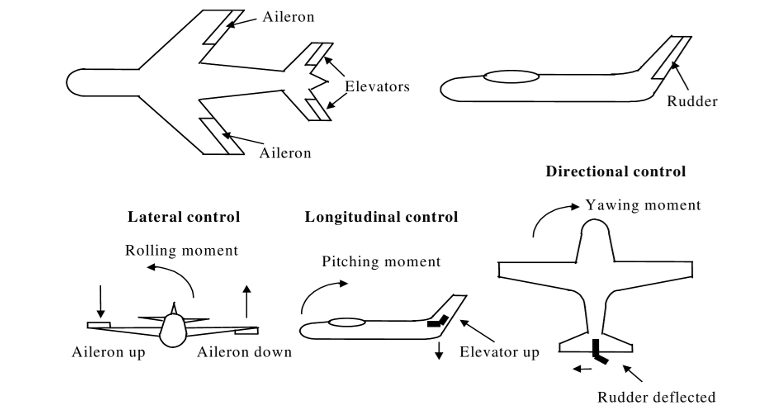 Aileron
Elevators
Aileron
Rudder
Directional control
Yawing moment
Lateral control
Longitudinal control
Rolling moment
Pitching moment
Aileron up
Aileron down
Elevator up
Rudder deflected